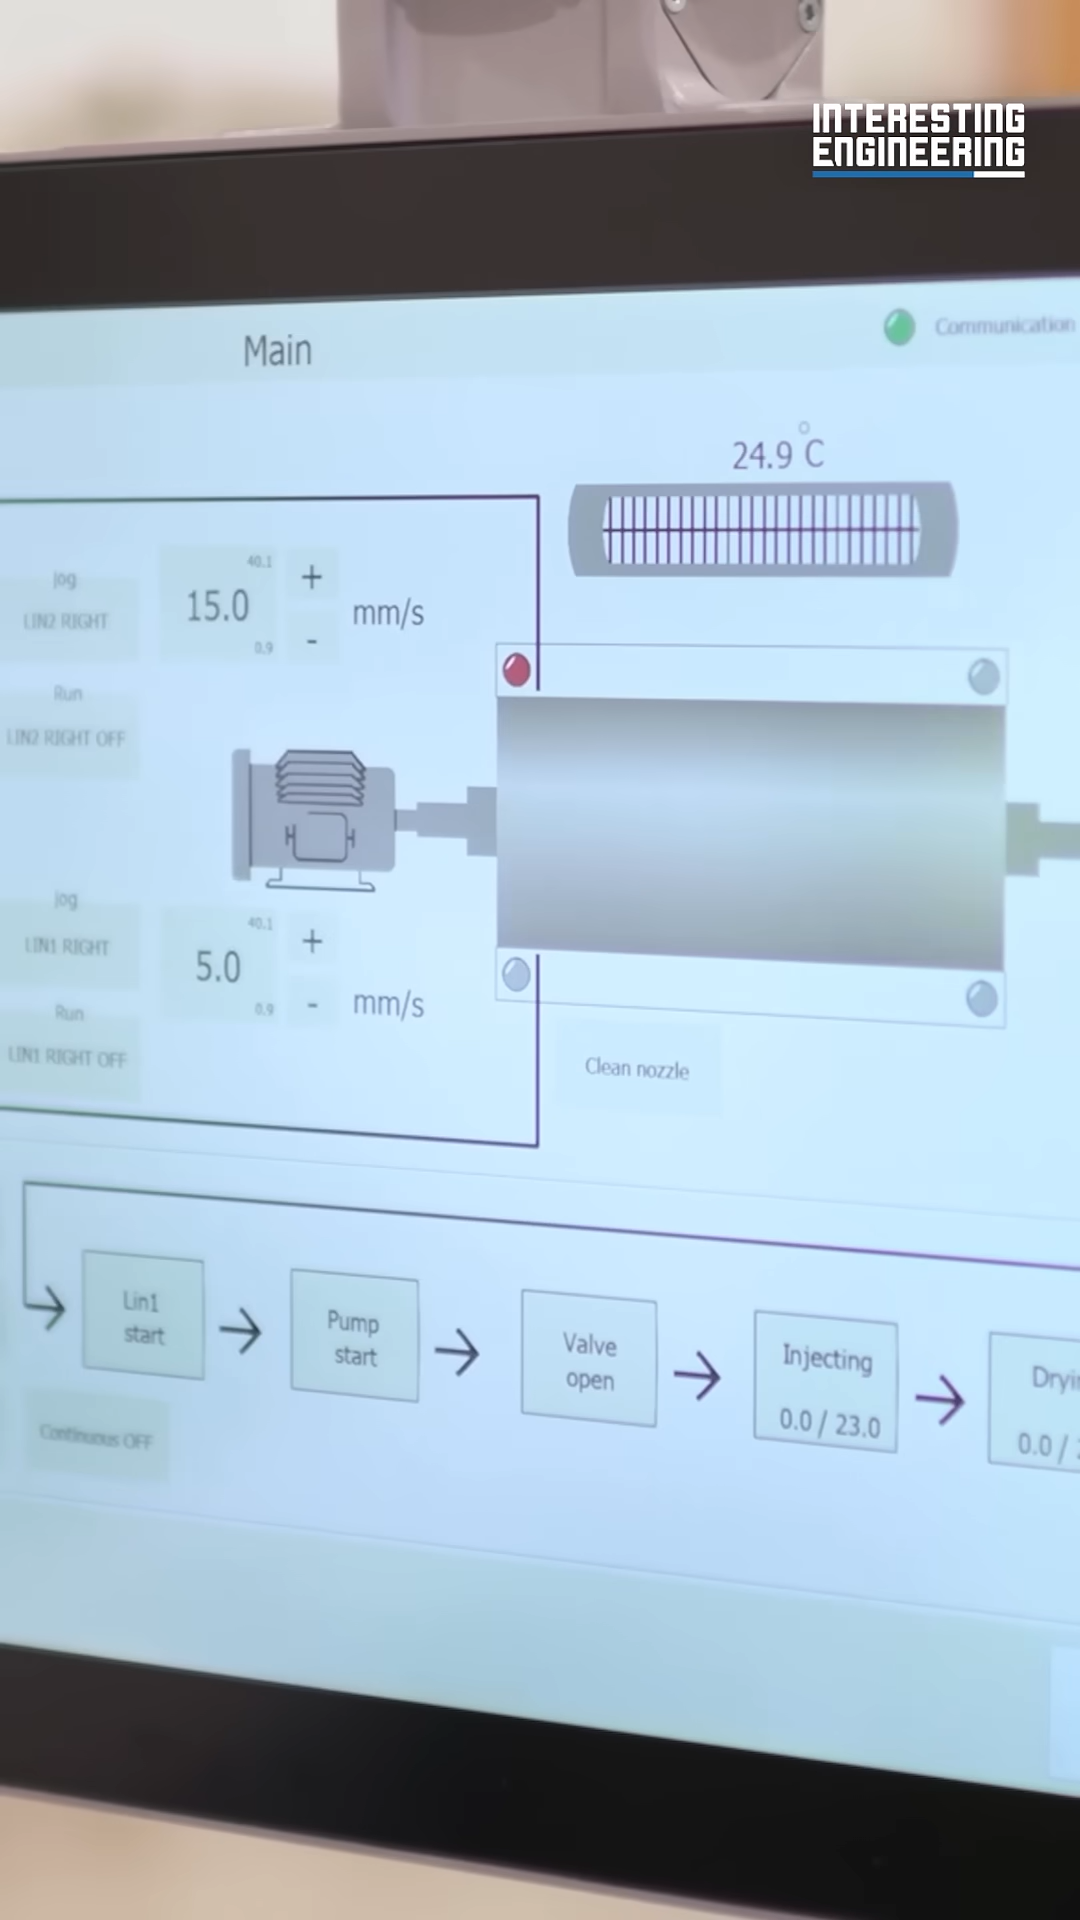 INTERESTING
ENGINEERING
Main
Communication
24.9 °C
Jog
LIN2 RIGHT
40.1
15.0
0.9
+
-
mm/s
Run
LIN2 RIGHT OFF
Jog
LIN1 RIGHT
40.1
5.0
0.9
+
-
mm/s
Run
LIN1 RIGHT OFF
Clean nozzle
Lin1
start
Pump
start
Valve
open
Injecting
0.0 / 23.0
0.0 /
Continuous OFF